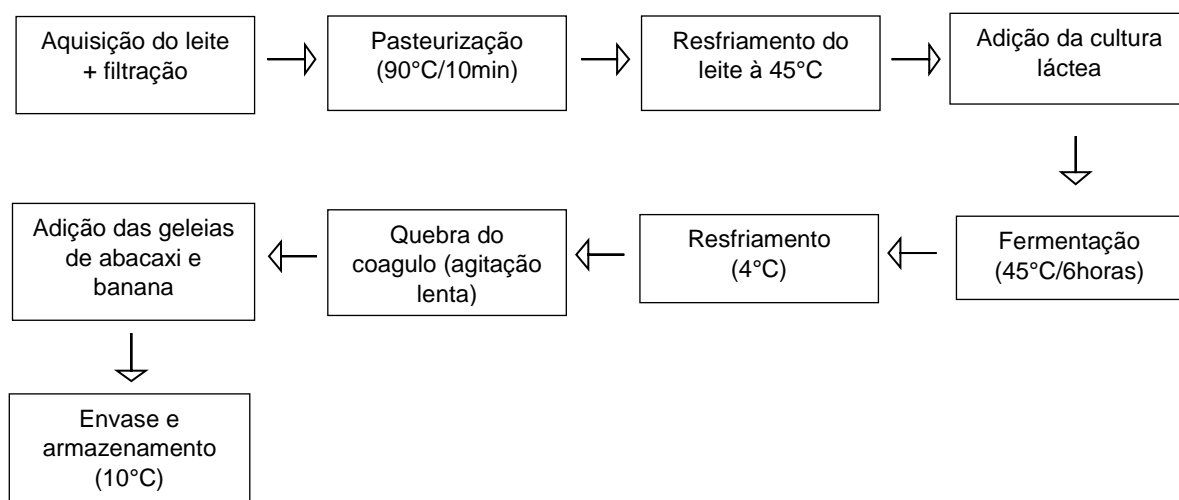 Aquisição do leite
+ filtração
Pasteurização
(90°C/10min)
Resfriamento do
leite à 45°C
Adição da cultura
láctea
Fermentação
(45°C/6horas)
Resfriamento
(4°C)
Quebra do
coagulo (agitação
lenta)
Adição das geleias
de abacaxi e
banana
Envase e
armazenamento
(10°C)